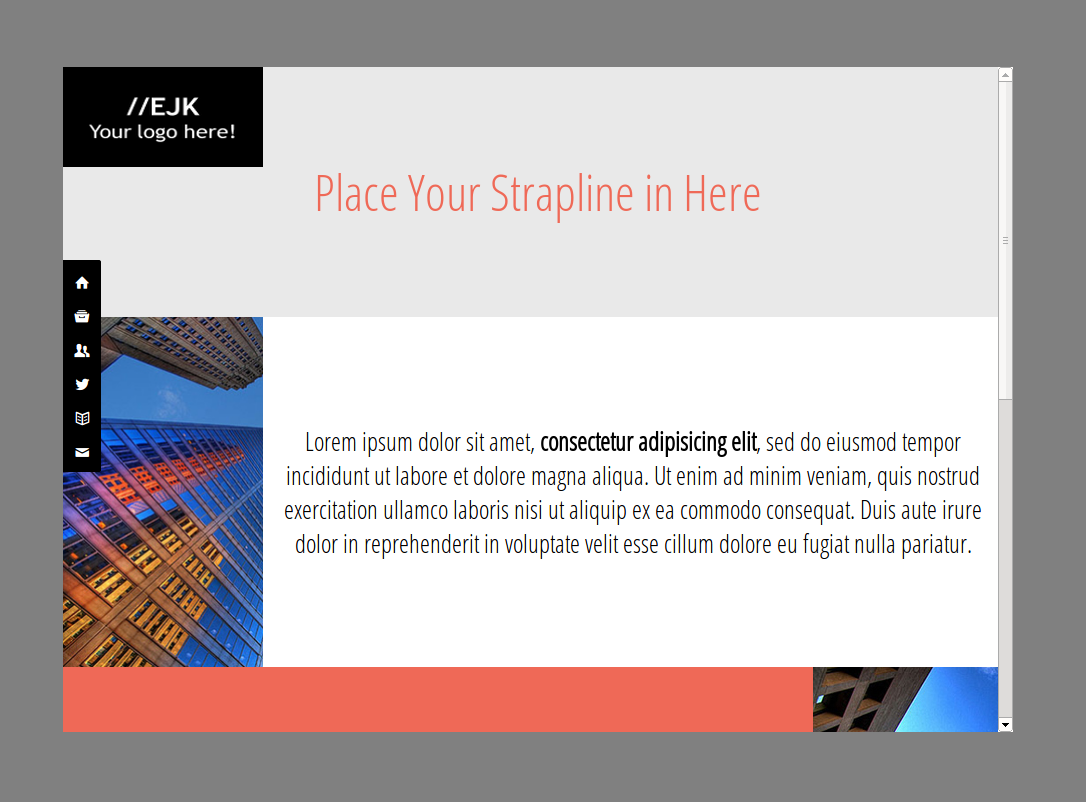 //EJK
Your logo here!
Place Your Strapline in Here
Lorem ipsum dolor sit amet, consectetur adipisicing elit, sed do eiusmod tempor
incididunt ut labore et dolore magna aliqua. Ut enim ad minim veniam, quis nostrud
exercitation ullamco laboris nisi ut aliquip ex ea commodo consequat. Duis aute irure
dolor in reprehenderit in voluptate velit esse cillum dolore eu fugiat nulla pariatur.